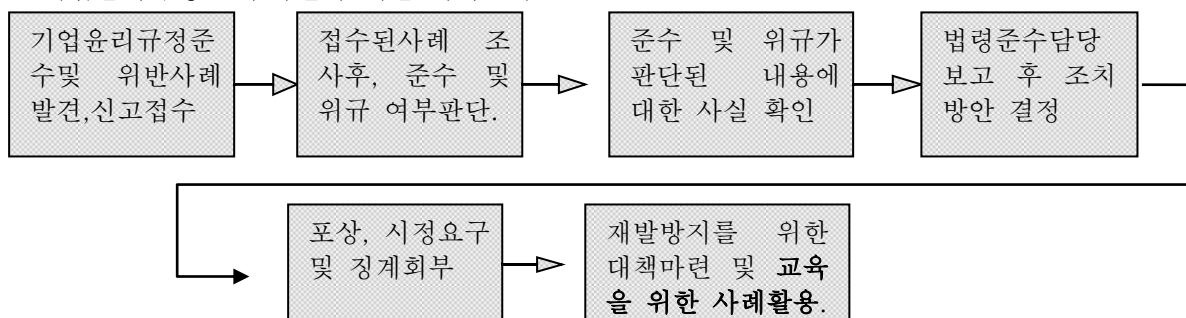 기업윤리규정준
수및 위반사례
발견,신고접수
접수된사례 조
사후, 준수 및
위규 여부판단.
준수 및 위규가
판단된 내용에
대한 사실 확인
법령준수담당
보고 후 조치
방안 결정
포상, 시정요구
및 징계회부
재발방지를 위한
대책마련 및 교육
을 위한 사례활용.